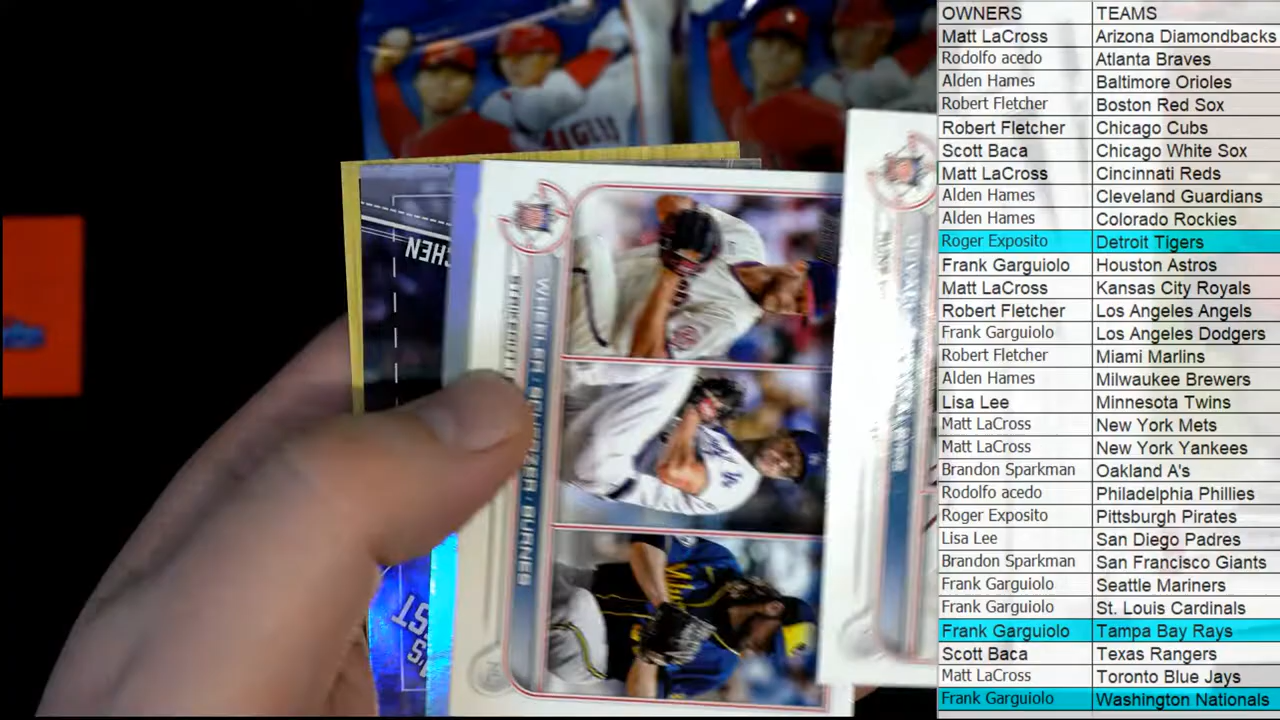 OWNERS TEAMS
Matt LaCross Arizona Diamondbacks
Rodolfo acedo Atlanta Braves
Alden Hames Baltimore Orioles
Robert Fletcher Boston Red Sox
Robert Fletcher Chicago Cubs
Scott Baca Chicago White Sox
Matt LaCross Cincinnati Reds
Alden Hames Cleveland Guardians
Alden Hames Colorado Rockies
Roger Exposito Detroit Tigers
Frank Garguiolo Houston Astros
Matt LaCross Kansas City Royals
Robert Fletcher Los Angeles Angels
Frank Garguiolo Los Angeles Dodgers
Robert Fletcher Miami Marlins
Alden Hames Milwaukee Brewers
Lisa Lee Minnesota Twins
Matt LaCross New York Mets
Matt LaCross New York Yankees
Brandon Sparkman Oakland A's
Rodolfo acedo Philadelphia Phillies
Roger Exposito Pittsburgh Pirates
Lisa Lee San Diego Padres
Brandon Sparkman San Francisco Giants
Frank Garguiolo Seattle Mariners
Frank Garguiolo St. Louis Cardinals
Frank Garguiolo Tampa Bay Rays
Scott Baca Texas Rangers
Matt LaCross Toronto Blue Jays
Frank Garguiolo Washington Nationals
CHEN
WHEELER · SCHERZER · BURNES